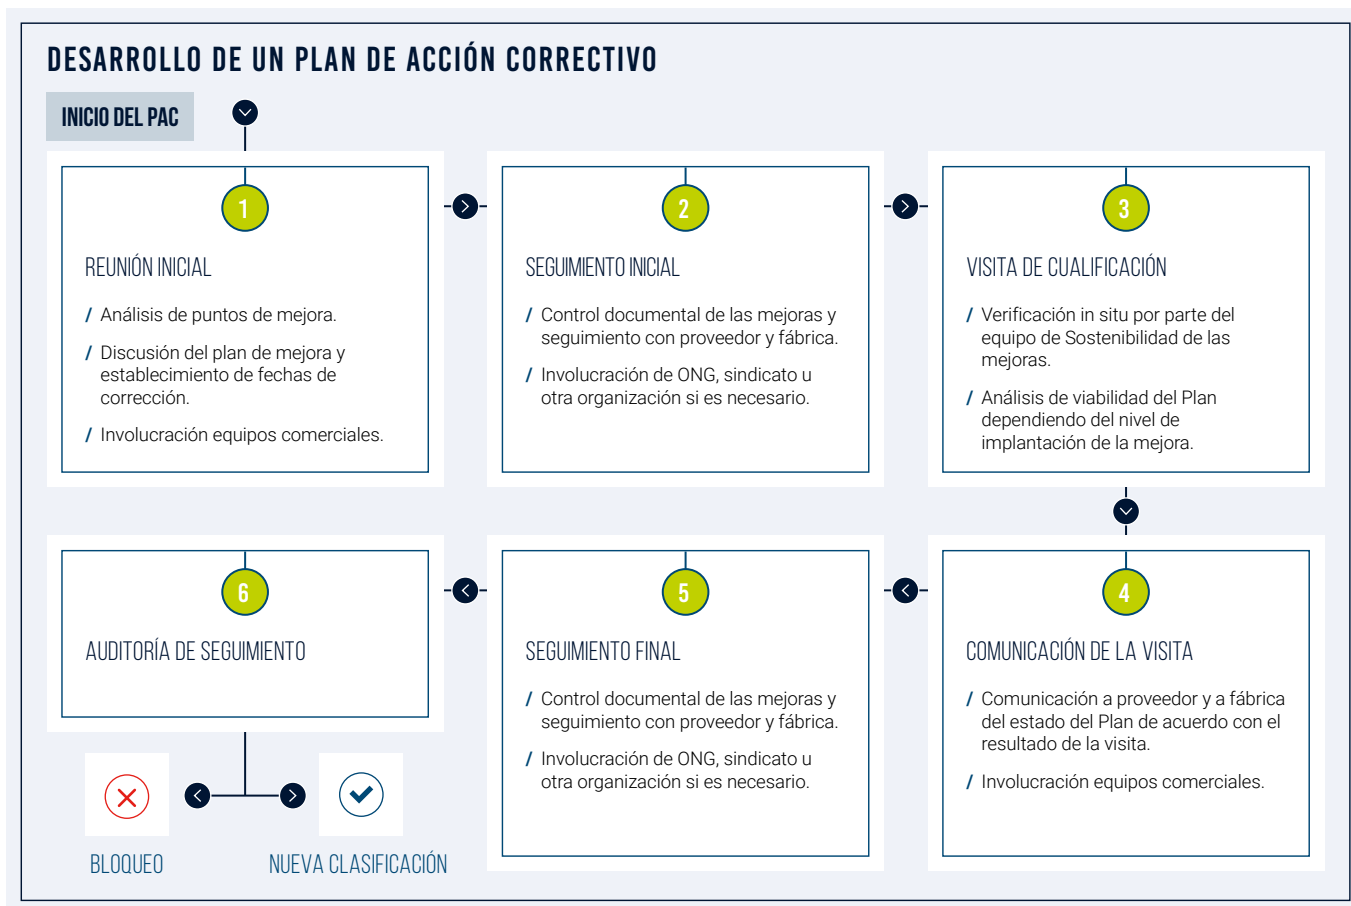 DESARROLLO DE UN PLAN DE ACCIÓN CORRECTIVO
INICIO DEL PAC
1
REUNIÓN INICIAL
/ Análisis de puntos de mejora.
/ Discusión del plan de mejora y
establecimiento de fechas de
corrección.
/ Involucración equipos comerciales.
2
SEGUIMIENTO INICIAL
/ Control documental de las mejoras y
seguimiento con proveedor y fábrica.
/ Involucración de ONG, sindicato u
otra organización si es necesario.
3
VISITA DE CUALIFICACIÓN
/ Verificación in situ por parte del
equipo de Sostenibilidad de las
mejoras.
/ Análisis de viabilidad del Plan
dependiendo del nivel de
implantación de la mejora.
4
COMUNICACIÓN DE LA VISITA
/ Comunicación a proveedor y a fábrica
del estado del Plan de acuerdo con el
resultado de la visita.
/ Involucración equipos comerciales.
5
SEGUIMIENTO FINAL
/ Control documental de las mejoras y
seguimiento con proveedor y fábrica.
/ Involucración de ONG, sindicato u
otra organización si es necesario.
6
AUDITORÍA DE SEGUIMIENTO
BLOQUEO
NUEVA CLASIFICACIÓN